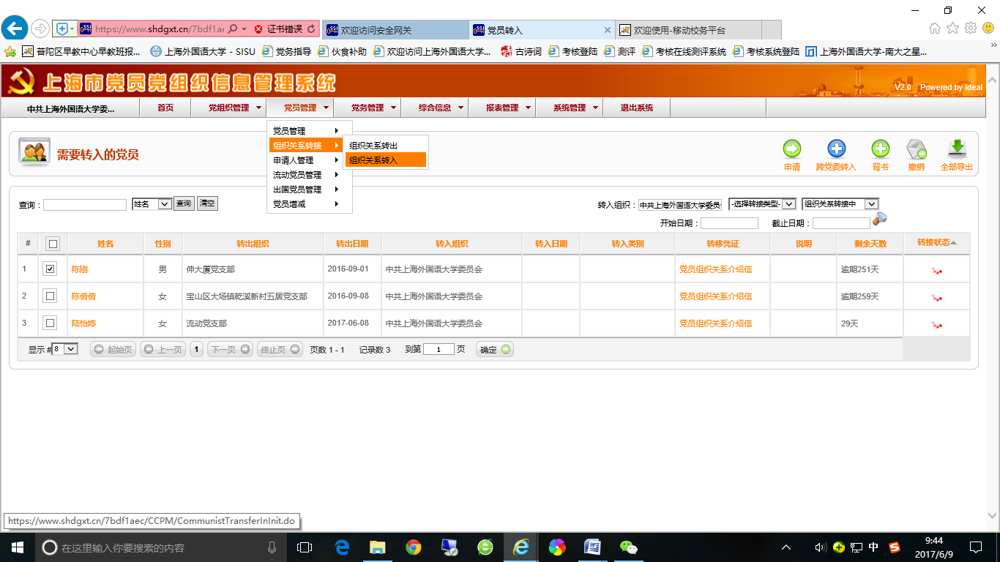 https://www.shdgxt.cn/7bdf1ae
证书错误
欢迎访问安全网关
党员转入
欢迎使用-移动校务平台
普陀区早教中心早教班报...
上海外国语大学 - SISU
党务指导
伙食补助
欢迎访问上海外国语大学...
古诗词
考核登陆
测评
考核在线测评系统
考核系统登陆
上海外国语大学-南大之星...
上海市党员党组织信息管理系统
V2.0 Powered by Ideal
中共上海外国语大学委...
首页
党组织管理
党员管理
党务管理
综合信息
报表管理
系统管理
退出系统
党员管理
组织关系转接
申请人管理
流动党员管理
出国党员管理
党员增减
组织关系转出
组织关系转入
需要转入的党员
申请
跨党委转入
背书
撤销
全部导出
查询：
姓名
查询
清空
转入组织：
中共上海外国语大学委员
-选择转接类型-
组织关系转接中
开始日期：
截止日期：
# 姓名 性别 转出组织 转出日期 转入组织 转入日期 转入类别 转移凭证 说明 剩余天数 转接状态
1 陈刚 男 伸大厦党支部 2016-09-01 中共上海外国语大学委员会 党员组织关系介绍信 逾期251天
2 陈俏倩 女 宝山区大场镇乾溪新村五居党支部 2016-09-08 中共上海外国语大学委员会 党员组织关系介绍信 逾期259天
3 陆怡婷 女 流动党支部 2017-06-08 中共上海外国语大学委员会 党员组织关系介绍信 29天
显示 # 8 起始页 上一页 1 下一页 终止页 页数 1 - 1 记录数 3 到第 1 页 确定
https://www.shdgxt.cn/7bdf1aec/CCPM/CommunistTransferInInit.do
在这里输入你要搜索的内容
中
9:44
2017/6/9